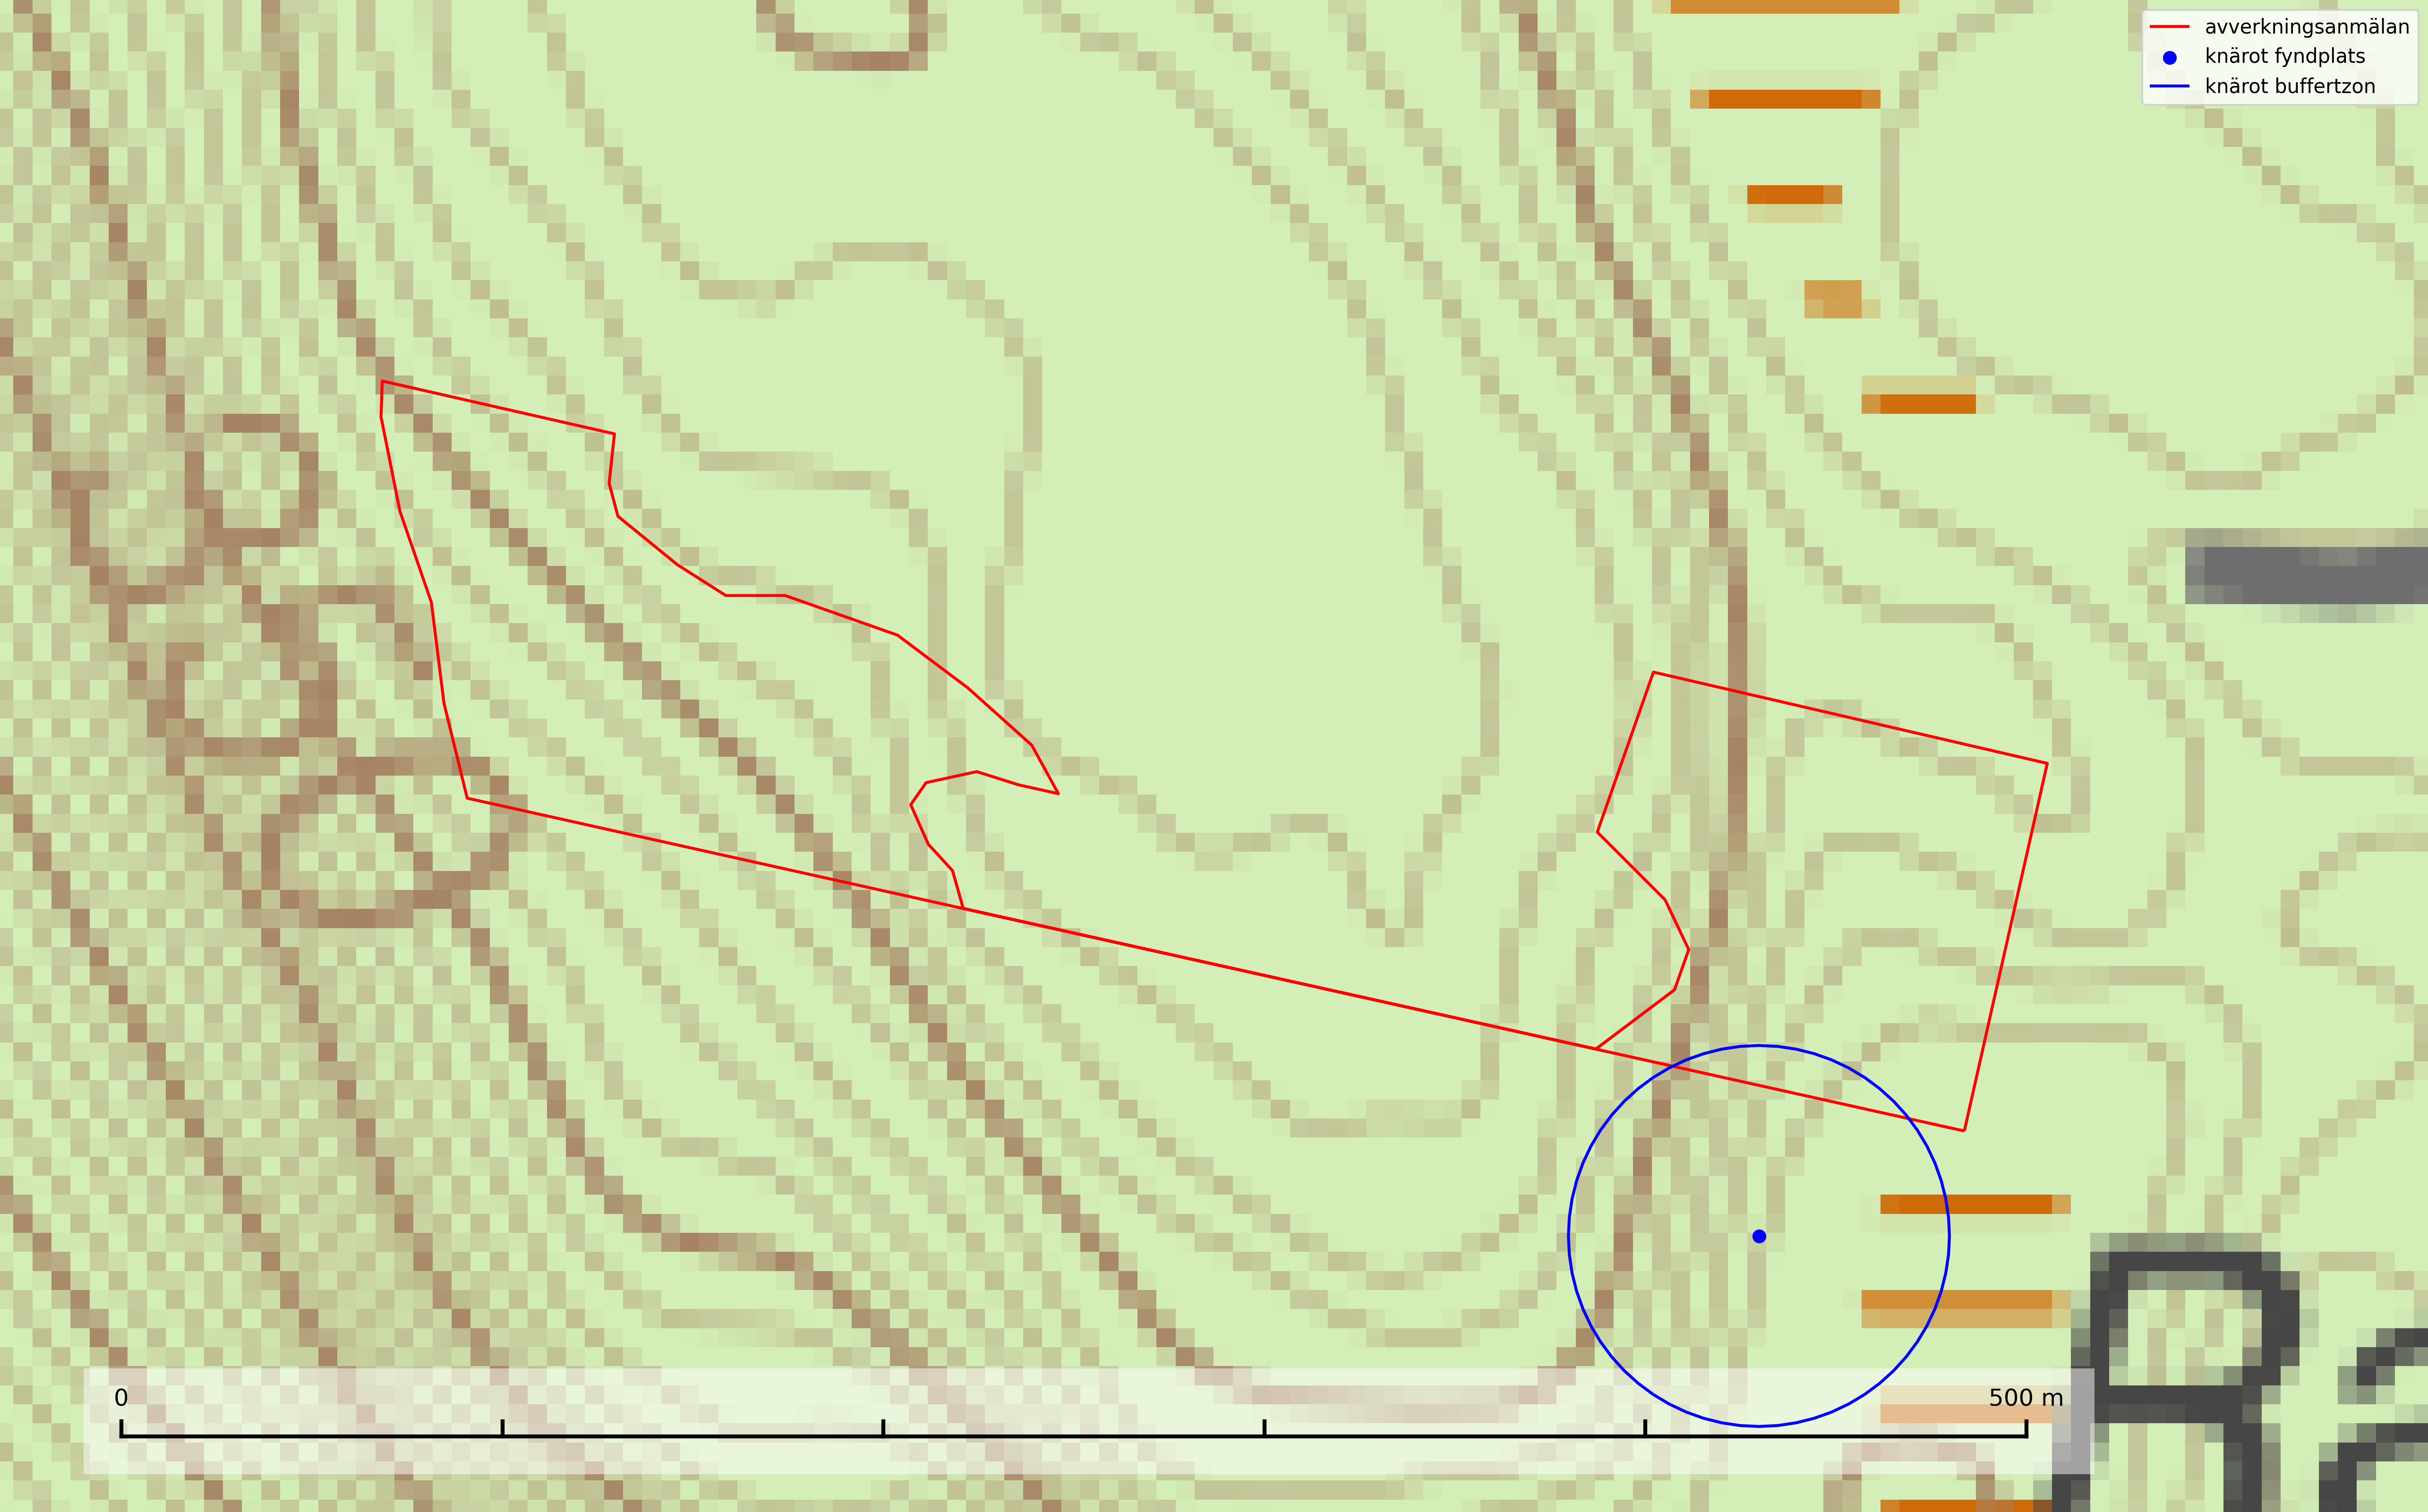 avverkningsanmälan
knärot fyndplats
knärot buffertzon
0 500 m
R